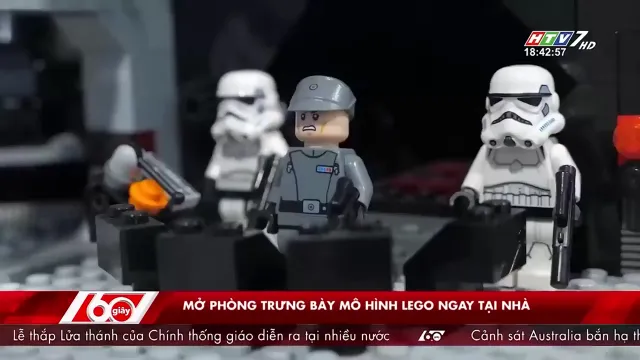 HTV7 HD
18:42:57
60 giây
MỞ PHÒNG TRƯNG BÀY MÔ HÌNH LEGO NGAY TẠI NHÀ
Lễ thắp Lửa thánh của Chính thống giáo diễn ra tại nhiều nước 60 Cảnh sát Australia bắn hạ th